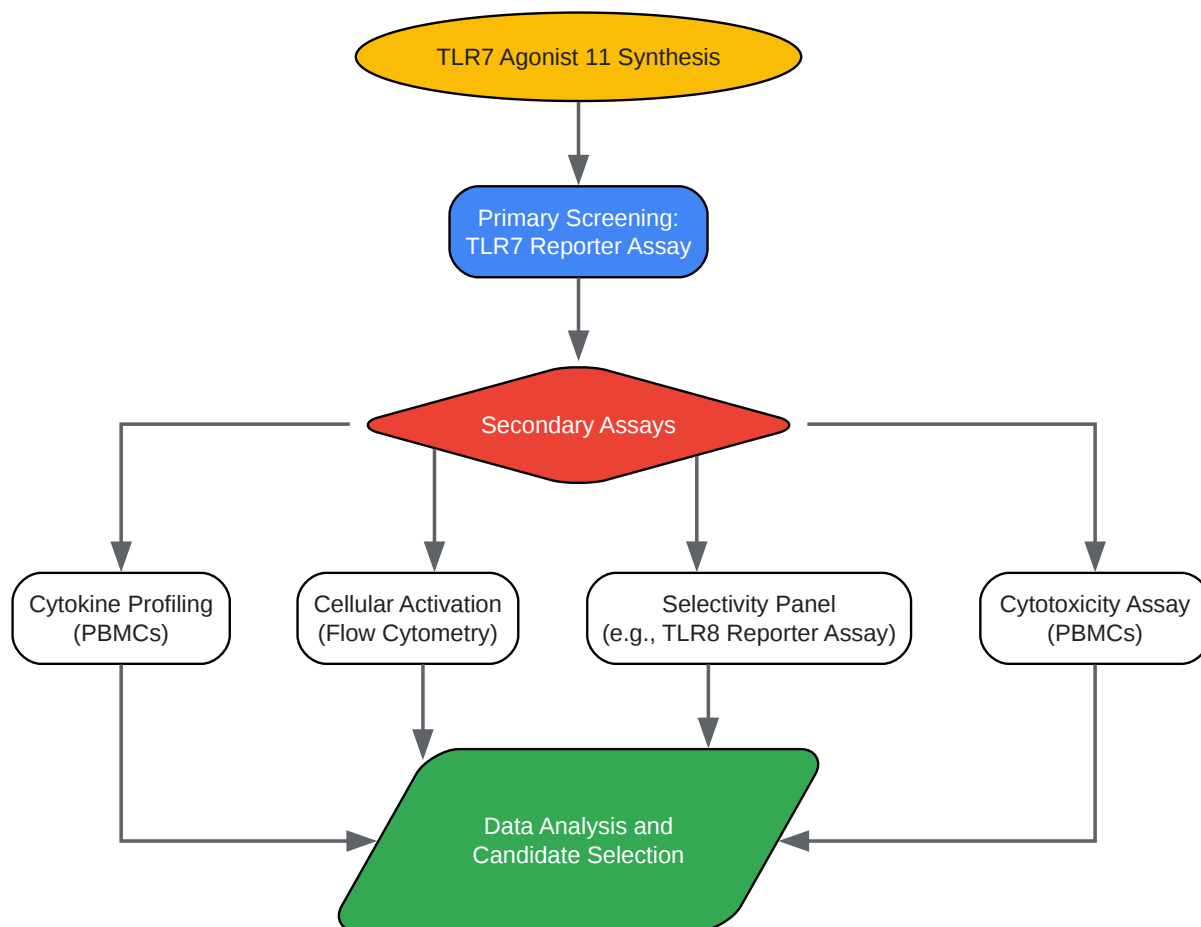 TLR7 Agonist 11 Synthesis
Primary Screening:
TLR7 Reporter Assay
Secondary Assays
Cytokine Profiling
(PBMCs)
Cellular Activation
(Flow Cytometry)
Selectivity Panel
(e.g., TLR8 Reporter Assay)
Cytotoxicity Assay
(PBMCs)
Data Analysis and
Candidate Selection